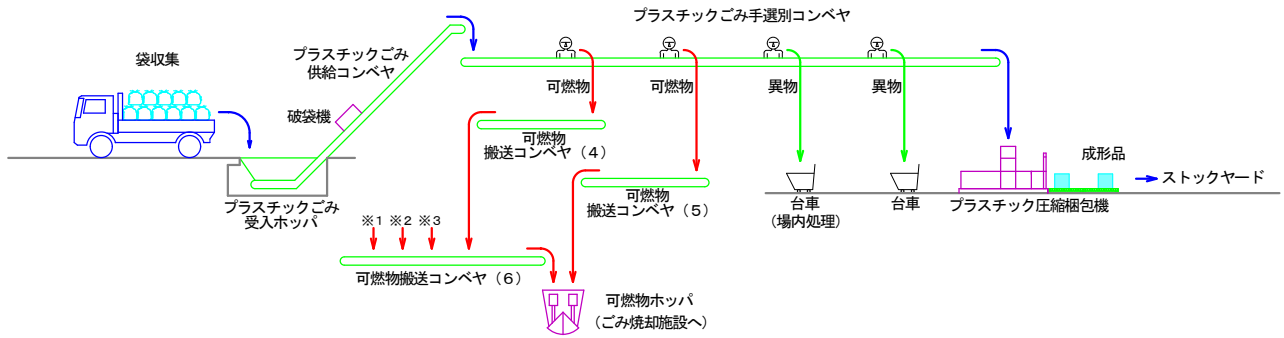 プラスチックごみ手選別コンベヤ
袋収集
プラスチックごみ
供給コンベヤ
破袋機
可燃物
可燃物
異物
異物
可燃物
搬送コンベヤ（4）
成形品
ストックヤード
プラスチックごみ
受入ホッパ
可燃物
搬送コンベヤ（5）
台車
（場内処理）
台車
プラスチック圧縮梱包機
※1
※2
※3
可燃物搬送コンベヤ（6）
可燃物ホッパ
（ごみ焼却施設へ）